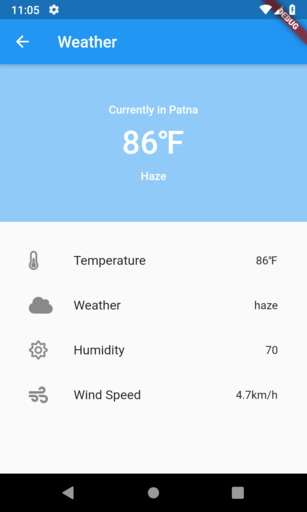 11:05
DEBUG
Weather
Currently in Patna
86°F
Haze
Temperature 86°F
Weather haze
Humidity 70
Wind Speed 4.7km/h